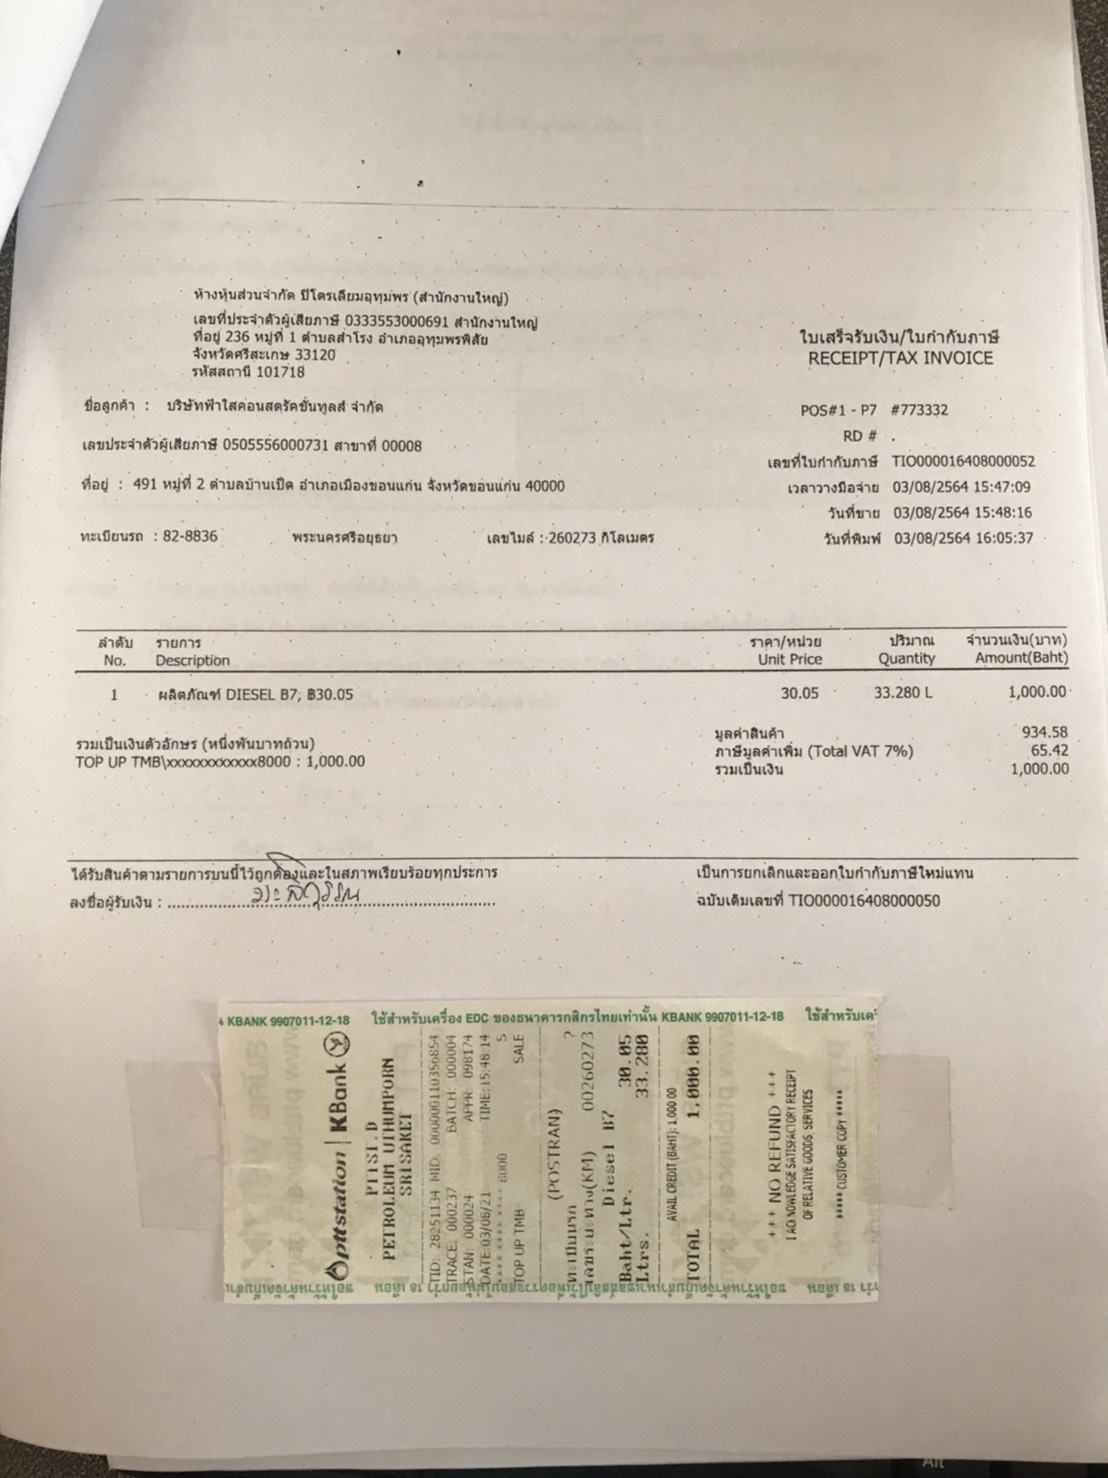 ห้างหุ้นส่วนจำกัด ปิโตรเลียมอุทุมพร (สำนักงานใหญ่)
เลขที่ประจำตัวผู้เสียภาษี 0333553000691 สำนักงานใหญ่
ที่อยู่ 236 หมู่ที่ 1 ตำบลสำโรง อำเภออุทุมพรพิสัย
จังหวัดศรีสะเกษ 33120
รหัสสถานี 101718
ใบเสร็จรับเงิน/ใบกำกับภาษี
RECEIPT/TAX INVOICE
ชื่อลูกค้า : บริษัทฟ้าใสคอนสตรัคชั่นทูลส์ จำกัด
POS#1 - P7 #773332
RD # .
เลขประจำตัวผู้เสียภาษี 0505556000731 สาขาที่ 00008
เลขที่ใบกำกับภาษี TIO000016408000052
ที่อยู่ : 491 หมู่ที่ 2 ตำบลบ้านเป็ด อำเภอเมืองขอนแก่น จังหวัดขอนแก่น 40000
เวลาวางมือจ่าย 03/08/2564 15:47:09
วันที่ขาย 03/08/2564 15:48:16
ทะเบียนรถ : 82-8836 พระนครศรีอยุธยา เลขไมล์ : 260273 กิโลเมตร
วันที่พิมพ์ 03/08/2564 16:05:37
ลำดับ รายการ ราคา/หน่วย ปริมาณ จำนวนเงิน(บาท)
No. Description Unit Price Quantity Amount(Baht)
1 ผลิตภัณฑ์ DIESEL B7; ฿30.05 30.05 33.280 L 1,000.00
รวมเป็นเงินตัวอักษร (หนึ่งพันบาทถ้วน)
TOP UP TMB\xxxxxxxxxxxx8000 : 1,000.00
มูลค่าสินค้า 934.58
ภาษีมูลค่าเพิ่ม (Total VAT 7%) 65.42
รวมเป็นเงิน 1,000.00
ได้รับสินค้าตามรายการบนนี้ไว้ถูกต้องและในสภาพเรียบร้อยทุกประการ
ลงชื่อผู้รับเงิน :
เป็นการยกเลิกและออกใบกำกับภาษีใหม่แทน
ฉบับเดิมเลขที่ TIO000016408000050
KBANK 9907011-12-18 ใช้สำหรับเครื่อง EDC ของธนาคารกสิกรไทยเท่านั้น KBANK 9907011-12-18
pttstation | KBank
PTTST.D
PETROLEUM UTHUMPORN
SRISAKET
TID: 28251134 MID: 000000110356854
TRACE: 000237 BATCH: 000004
STAN: 000024 APPR: 098174
DATE:03/08/21 TIME:15:48:14
**** **** **** 8000 S
TOP UP TMB SALE
(POSTRAN)
ทะเบียนรถ ?
เลขระยะทาง(KM) 00260273
Diesel B7
Baht/Ltr. 30.05
Ltrs. 33.280
AVAIL CREDIT (BAHT): 1,000.00
TOTAL 1,000.00
*** NO REFUND ***
I ACKNOWLEDGE SATISFACTORY RECEIPT
OF RELATIVE GOODS, SERVICES
***** CUSTOMER COPY *****